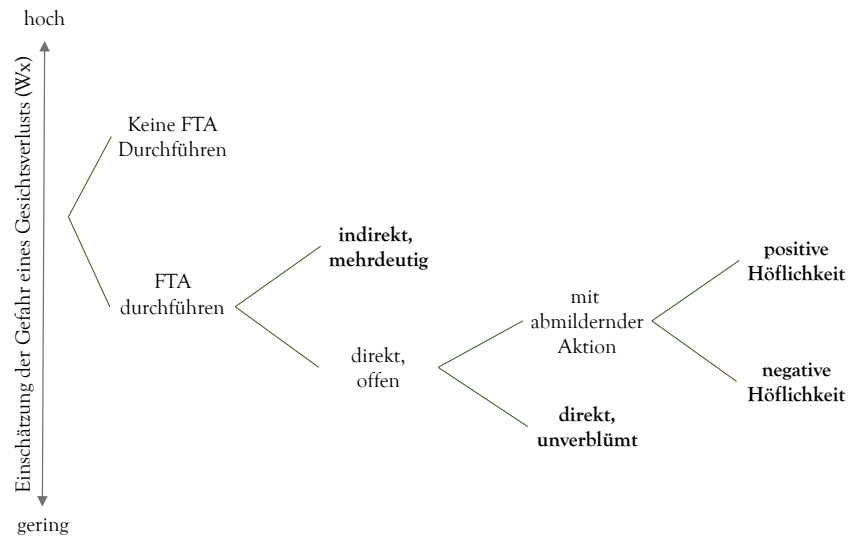 hoch
Einschätzung der Gefahr eines Gesichtsverlusts (Wx)
Keine FTA
Durchführen
FTA
durchführen
indirekt,
mehrdeutig
direkt,
offen
mit
abmildernder
Aktion
direkt,
unverblümt
positive
Höflichkeit
negative
Höflichkeit
gering